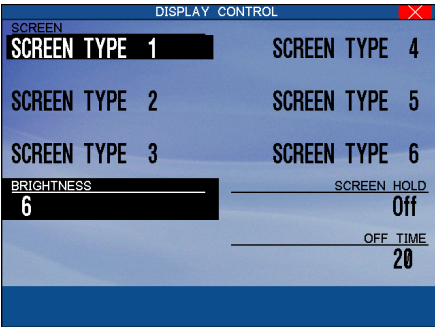 DISPLAY CONTROL
SCREEN
SCREEN TYPE 1
SCREEN TYPE 4
SCREEN TYPE 2
SCREEN TYPE 5
SCREEN TYPE 3
SCREEN TYPE 6
BRIGHTNESS
6
SCREEN HOLD
Off
OFF TIME
20